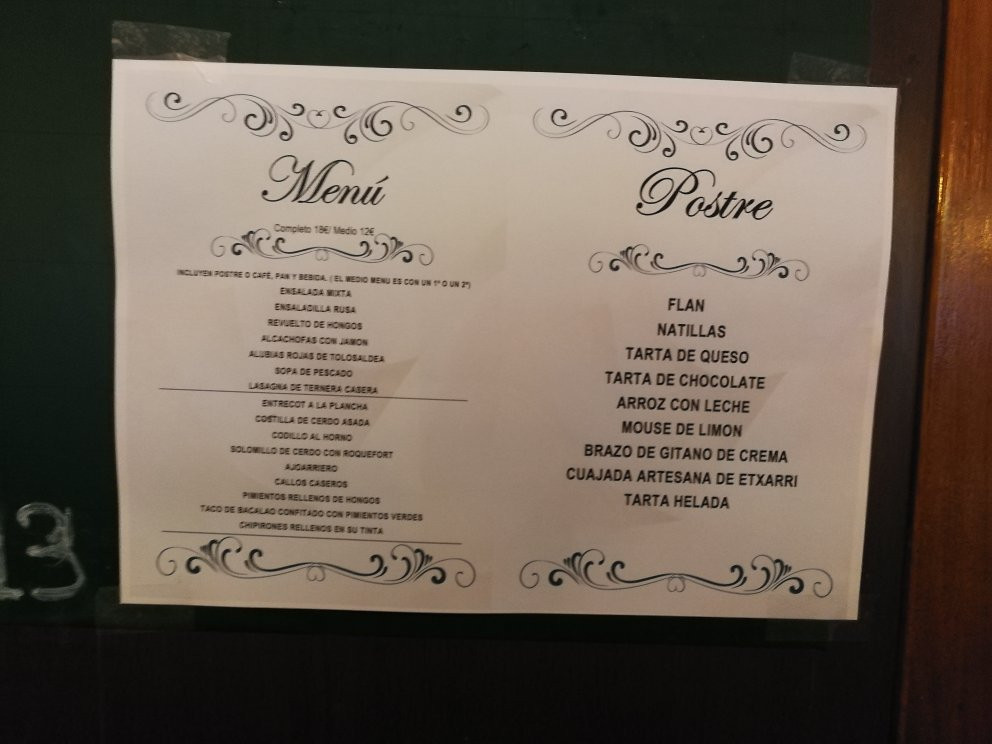 Menú
Completo 18€/ Medio 12€
INCLUYEN POSTRE O CAFÉ, PAN Y BEBIDA. ( EL MEDIO MENU ES CON UN 1º O UN 2º)
ENSALADA MIXTA
ENSALADILLA RUSA
REVUELTO DE HONGOS
ALCACHOFAS CON JAMON
ALUBIAS ROJAS DE TOLOSALDEA
SOPA DE PESCADO
LASAGNA DE TERNERA CASERA
ENTRECOT A LA PLANCHA
COSTILLA DE CERDO ASADA
CODILLO AL HORNO
SOLOMILLO DE CERDO CON ROQUEFORT
AJOARRIERO
CALLOS CASEROS
PIMIENTOS RELLENOS DE HONGOS
TACO DE BACALAO CONFITADO CON PIMIENTOS VERDES
CHIPIRONES RELLENOS EN SU TINTA
Postre
FLAN
NATILLAS
TARTA DE QUESO
TARTA DE CHOCOLATE
ARROZ CON LECHE
MOUSE DE LIMON
BRAZO DE GITANO DE CREMA
CUAJADA ARTESANA DE ETXARRI
TARTA HELADA
13